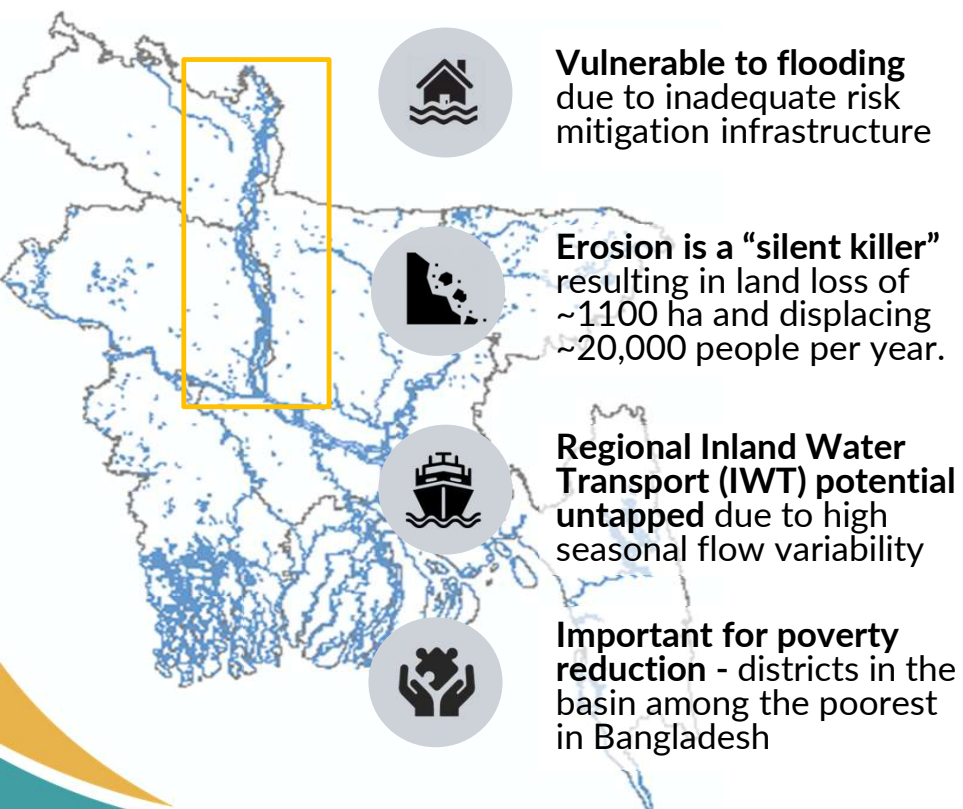 Vulnerable to flooding
due to inadequate risk
mitigation infrastructure
Erosion is a “silent killer”
resulting in land loss of
~1100 ha and displacing
~20,000 people per year.
Regional Inland Water
Transport (IWT) potential
untapped due to high
seasonal flow variability
Important for poverty
reduction - districts in the
basin among the poorest
in Bangladesh